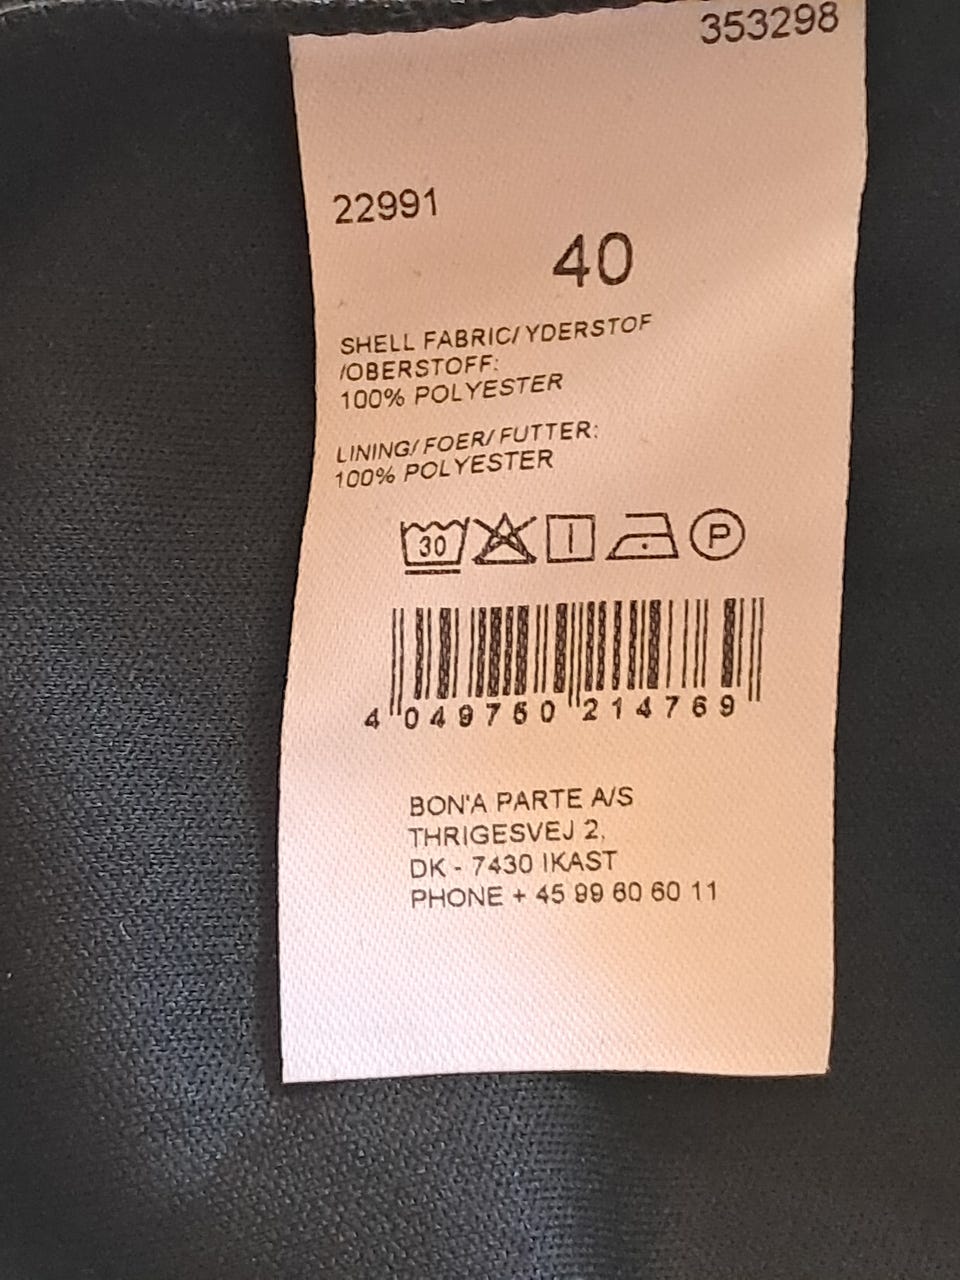 353298
22991
40
SHELL FABRIC/YDERSTOF
/OBERSTOFF:
100% POLYESTER
LINING/FOER/FUTTER:
100% POLYESTER
30 P
4 049750 214769
BON'A PARTE A/S
THRIGESVEJ 2,
DK - 7430 IKAST
PHONE + 45 99 60 60 11